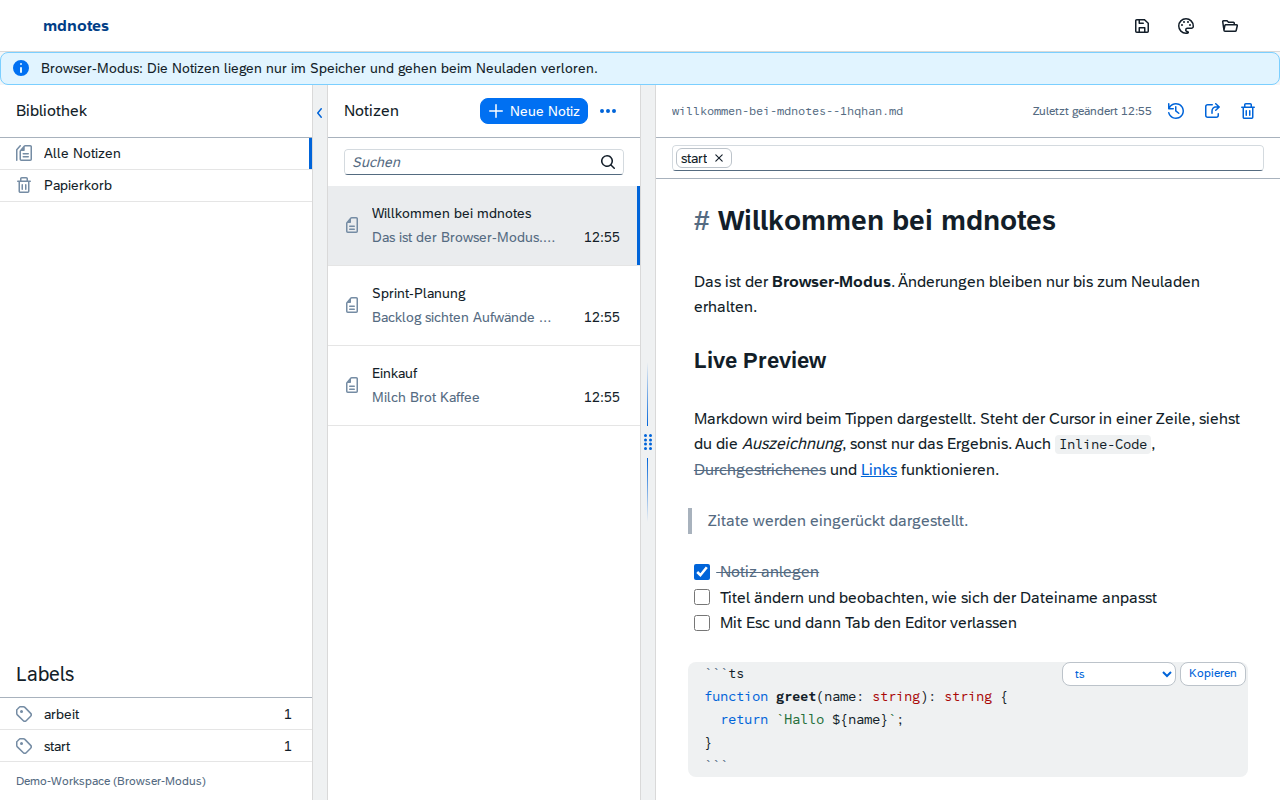 mdnotes
Browser-Modus: Die Notizen liegen nur im Speicher und gehen beim Neuladen verloren.
Bibliothek
Alle Notizen
Papierkorb
Labels
arbeit 1
start 1
Demo-Workspace (Browser-Modus)
Notizen
Neue Notiz
Suchen
Willkommen bei mdnotes
Das ist der Browser-Modus.... 12:55
Sprint-Planung
Backlog sichten Aufwände ... 12:55
Einkauf
Milch Brot Kaffee 12:55
willkommen-bei-mdnotes--1hqhan.md
Zuletzt geändert 12:55
start
# Willkommen bei mdnotes
Das ist der Browser-Modus. Änderungen bleiben nur bis zum Neuladen
erhalten.
Live Preview
Markdown wird beim Tippen dargestellt. Steht der Cursor in einer Zeile, siehst
du die Auszeichnung, sonst nur das Ergebnis. Auch Inline-Code,
Durchgestrichenes und Links funktionieren.
Zitate werden eingerückt dargestellt.
Notiz anlegen
Titel ändern und beobachten, wie sich der Dateiname anpasst
Mit Esc und dann Tab den Editor verlassen
```ts
ts
Kopieren
function greet(name: string): string {
  return `Hallo ${name}`;
}
```